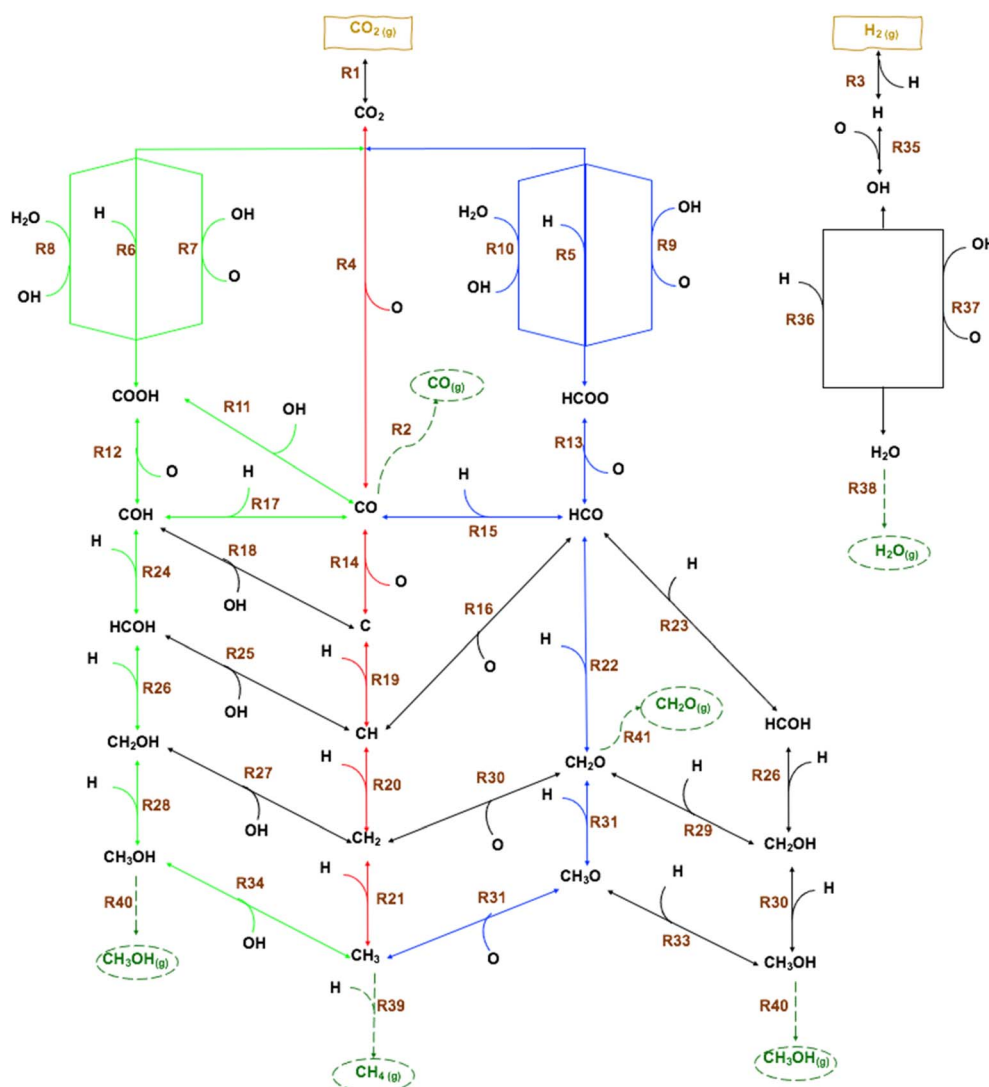 CO2 (g)
H2 (g)
R1
R3
H
CO2
H
O
R35
OH
H2O
H
OH
H2O
H
OH
OH
R8
R6
R7
R4
R10
R5
R9
H
OH
O
O
OH
O
R36
R37
O
CO(g)
COOH
R11
OH
R2
HCOO
R12
O
R13
O
H2O
H
H
R38
COH
R17
CO
R15
HCO
H
R18
R14
H2O(g)
R24
OH
O
R16
H
HCOH
C
R23
H
R25
H
O
H
R26
OH
R19
R22
CH2O(g)
HCOH
CH2OH
CH
R41
H
R27
H
R30
CH2O
H
R26
H
R28
OH
R20
O
H
R31
R29
CH3OH
CH2
CH2OH
R34
H
CH3O
H
H
R40
R21
R31
R30
OH
O
R33
CH3OH(g)
CH3
CH3OH
H
R39
R40
CH4 (g)
CH3OH(g)